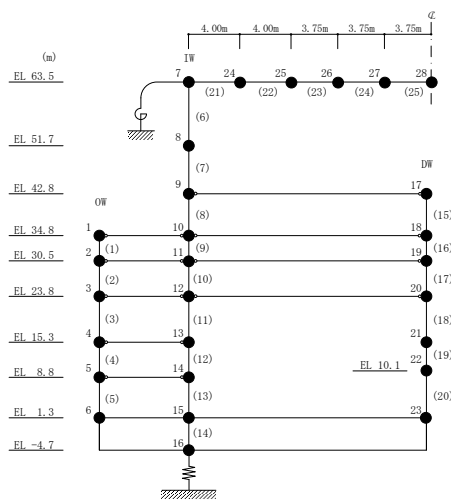 ℄
4.00m 4.00m 3.75m 3.75m 3.75m
(m) IW
EL 63.5 7 24 25 26 27 28
(21) (22) (23) (24) (25)
(6)
EL 51.7 8
(7) DW
EL 42.8 9 17
OW (8) (15)
EL 34.8 1 10 18
(1) (9) (16)
EL 30.5 2 11 19
(2) (10) (17)
EL 23.8 3 12 20
(3) (11) (18)
EL 15.3 4 13 21
(4) (12) (19)
EL 10.1 22
EL 8.8 5 14
(5) (13) (20)
EL 1.3 6 15 23
(14)
EL -4.7 16